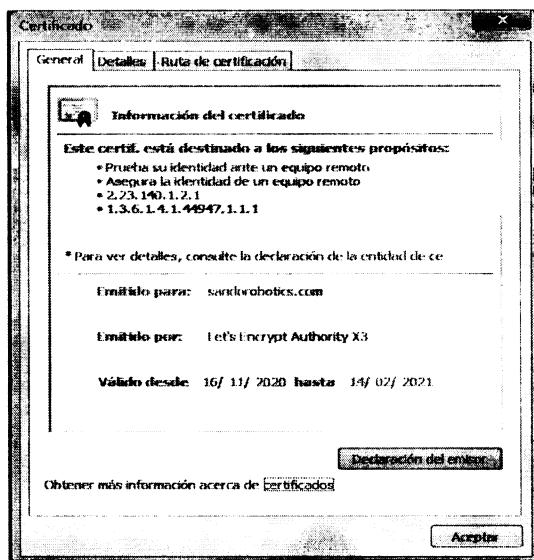 Certificado
General Detalles Ruta de certificación
Información del certificado
Este certif. está destinado a los siguientes propósitos:
• Prueba su identidad ante un equipo remoto
• Asegura la identidad de un equipo remoto
• 2.23.140.1.2.1
• 1.3.6.1.4.1.44947.1.1.1
* Para ver detalles, consulte la declaración de la entidad de ce
Emitido para: sandorobotics.com
Emitido por: Let's Encrypt Authority X3
Válido desde 16/ 11/ 2020 hasta 14/ 02/ 2021
Declaración del emisor
Obtener más información acerca de certificados
Aceptar